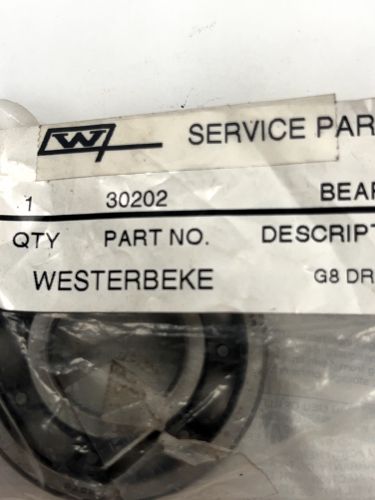 W
SERVICE PAR
1 30202 BEAR
QTY PART NO. DESCRIPT
WESTERBEKE G8 DR